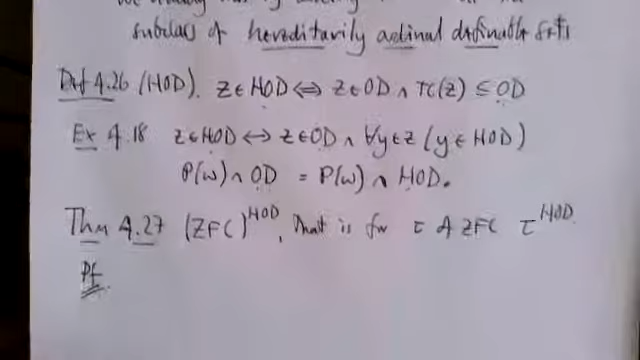 subclass of hereditarily ordinal definable sets
Def 4.26 (HOD). z ∈ HOD ⟺ z ∈ OD ∧ TC(z) ⊆ OD
Ex 4.18 z ∈ HOD ⟷ z ∈ OD ∧ ∀y ∈ z (y ∈ HOD)
P(ω) ∩ OD = P(ω) ∩ HOD.
Thm 4.27 (ZFC)^HOD, that is for τ ZFC τ^HOD.
Pf.